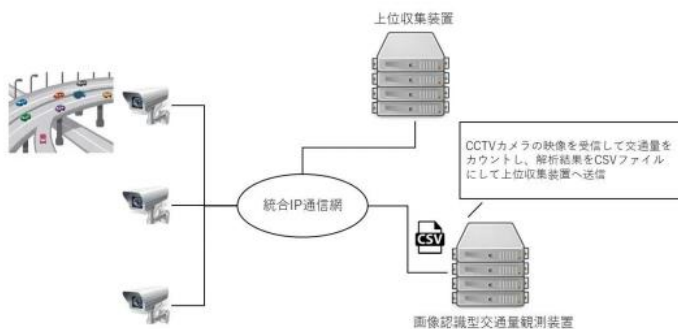 上位収集装置
CCTVカメラの映像を受信して交通量を
カウントし、解析結果をCSVファイル
にして上位収集装置へ送信
統合IP通信網
CSV
画像認識型交通量観測装置